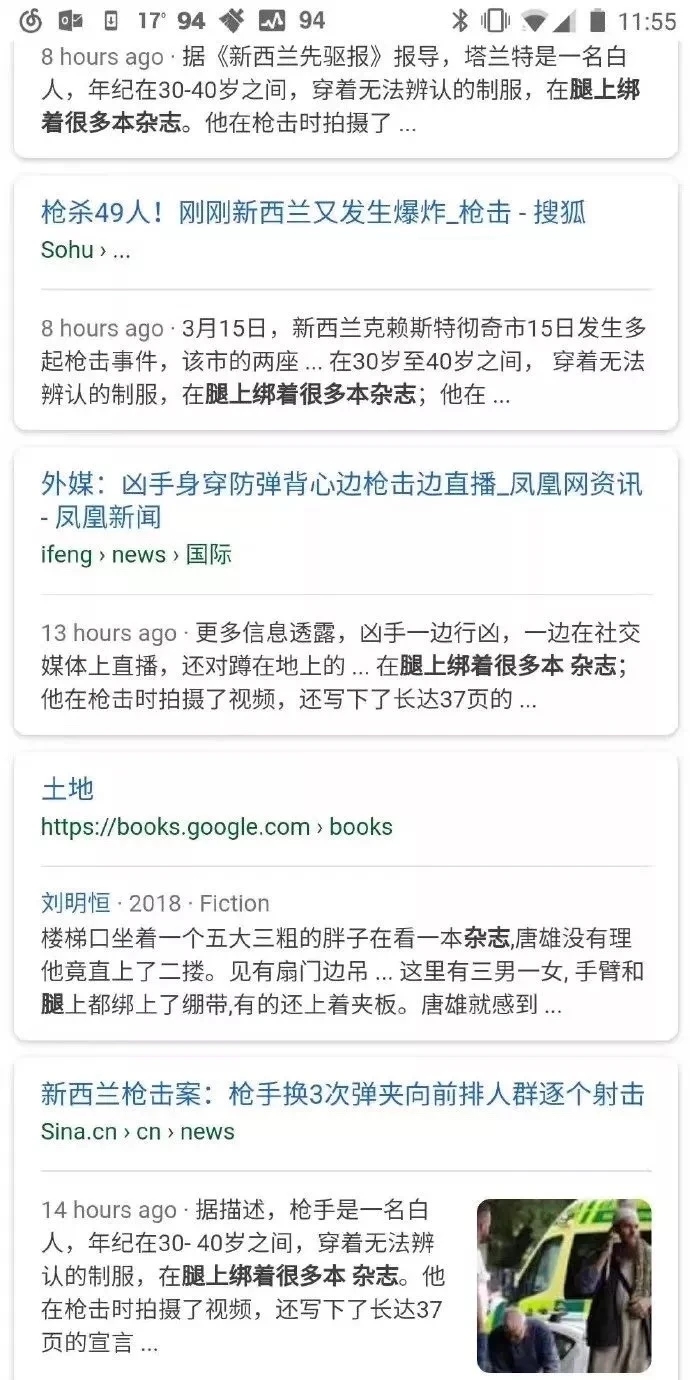 17° 94 94 11:55
8 hours ago · 据《新西兰先驱报》报导，塔兰特是一名白
人，年纪在30-40岁之间，穿着无法辨认的制服，在腿上绑
着很多本杂志。他在枪击时拍摄了 ...
枪杀49人！刚刚新西兰又发生爆炸_枪击 - 搜狐
Sohu › ...
8 hours ago · 3月15日，新西兰克赖斯特彻奇市15日发生多
起枪击事件，该市的两座 ... 在30岁至40岁之间， 穿着无法
辨认的制服，在腿上绑着很多本杂志；他在 ...
外媒：凶手身穿防弹背心边枪击边直播_凤凰网资讯
- 凤凰新闻
ifeng › news › 国际
13 hours ago · 更多信息透露，凶手一边行凶，一边在社交
媒体上直播，还对蹲在地上的 ... 在腿上绑着很多本 杂志；
他在枪击时拍摄了视频，还写下了长达37页的 ...
土地
https://books.google.com › books
刘明恒 · 2018 · Fiction
楼梯口坐着一个五大三粗的胖子在看一本杂志,唐雄没有理
他竟直上了二搂。见有扇门边吊 ... 这里有三男一女, 手臂和
腿上都绑上了绷带,有的还上着夹板。唐雄就感到 ...
新西兰枪击案：枪手换3次弹夹向前排人群逐个射击
Sina.cn › cn › news
14 hours ago · 据描述，枪手是一名白
人，年纪在30- 40岁之间，穿着无法辨
认的制服，在腿上绑着很多本 杂志。他
在枪击时拍摄了视频，还写下了长达37
页的宣言 ...